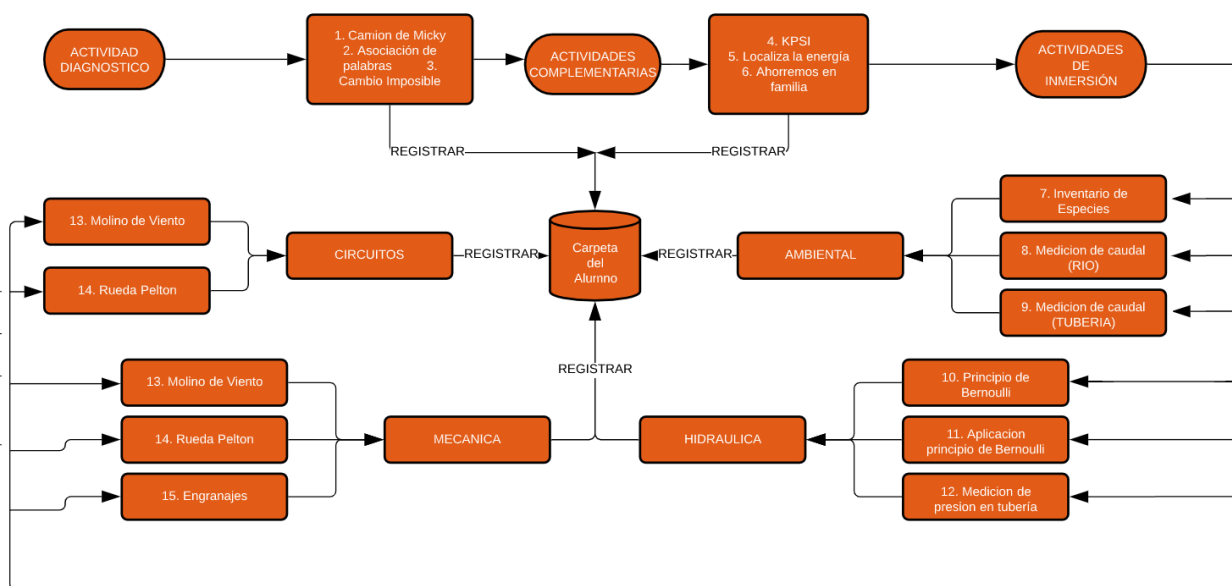 ACTIVIDAD
DIAGNOSTICO
1. Camion de Micky
2. Asociación de
palabras 3.
Cambio Imposible
ACTIVIDADES
COMPLEMENTARIAS
4. KPSI
5. Localiza la energía
6. Ahorremos en
familia
ACTIVIDADES
DE
INMERSIÓN
REGISTRAR
REGISTRAR
13. Molino de Viento
14. Rueda Pelton
CIRCUITOS
REGISTRAR
Carpeta
del
Alumno
REGISTRAR
AMBIENTAL
7. Inventario de
Especies
8. Medicion de caudal
(RIO)
9. Medicion de caudal
(TUBERIA)
REGISTRAR
13. Molino de Viento
14. Rueda Pelton
15. Engranajes
MECANICA
HIDRAULICA
10. Principio de
Bernoulli
11. Aplicacion
principio de Bernoulli
12. Medicion de
presion en tubería